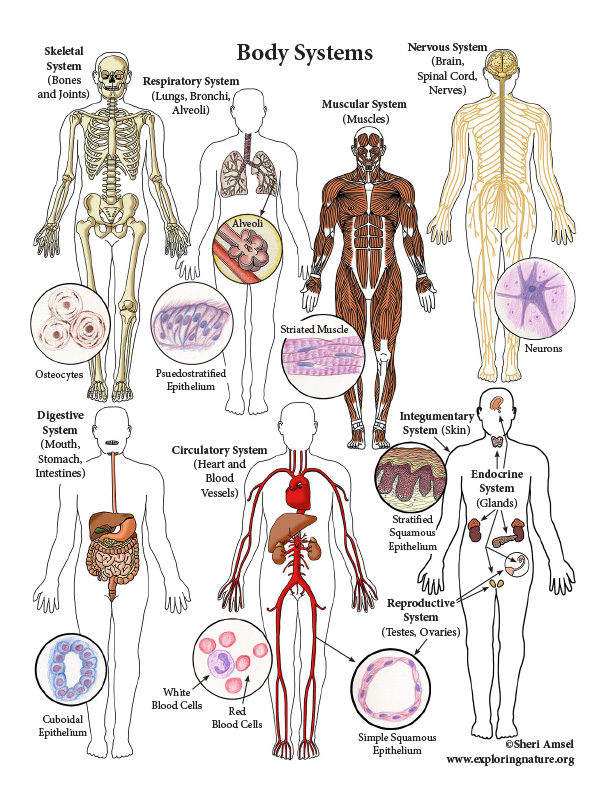 Body Systems
Skeletal
System
(Bones
and Joints)
Respiratory System
(Lungs, Bronchi,
Alveoli)
Muscular System
(Muscles)
Nervous System
(Brain,
Spinal Cord,
Nerves)
Alveoli
Striated Muscle
Osteocytes
Psuedostratified
Epithelium
Neurons
Digestive
System
(Mouth,
Stomach,
Intestines)
Circulatory System
(Heart and
Blood
Vessels)
Integumentary
System (Skin)
Endocrine
System
(Glands)
Stratified
Squamous
Epithelium
Reproductive
System
(Testes, Ovaries)
Cuboidal
Epithelium
White
Blood Cells
Red
Blood Cells
Simple Squamous
Epithelium
©Sheri Amsel
www.exploringnature.org